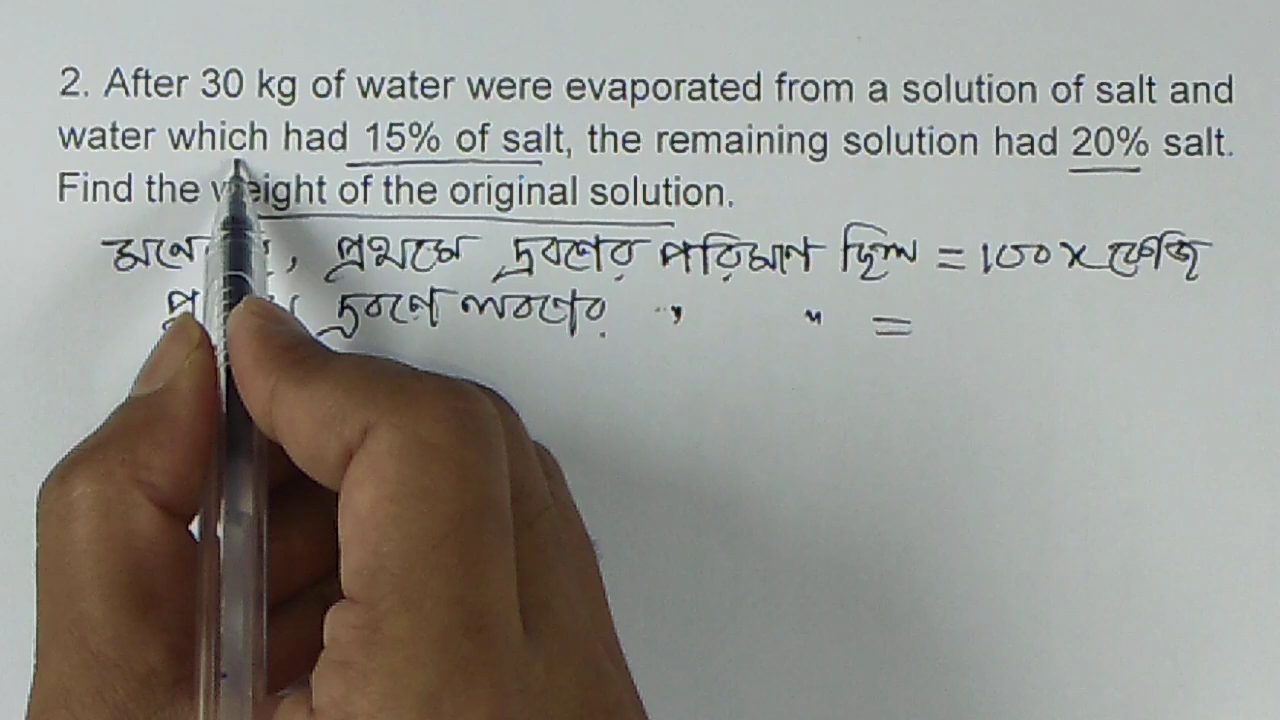 2. After 30 kg of water were evaporated from a solution of salt and
water which had 15% of salt, the remaining solution had 20% salt.
Find the weight of the original solution.
প্রথমে দ্রবণের পরিমাণ ছিল = 100x কেজি
দ্রবণে লবণের " " =